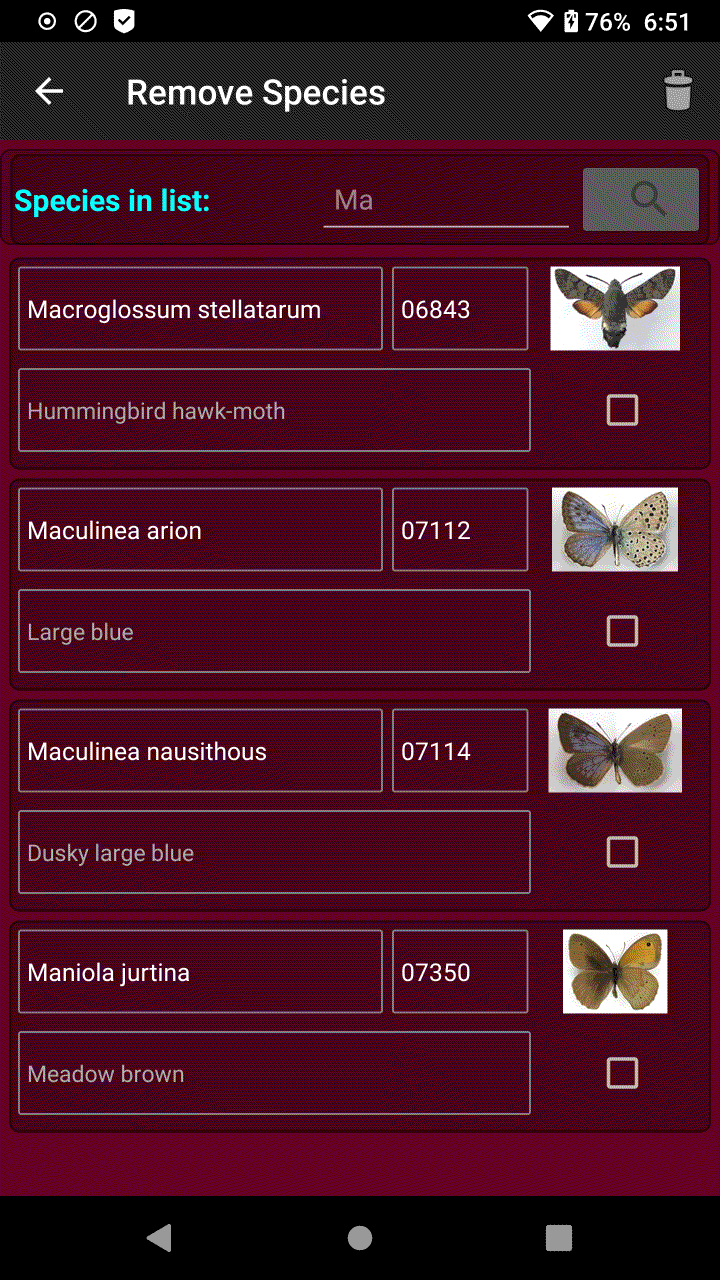 76% 6:51
Remove Species
Species in list: Ma
Macroglossum stellatarum 06843
Hummingbird hawk-moth
Maculinea arion 07112
Large blue
Maculinea nausithous 07114
Dusky large blue
Maniola jurtina 07350
Meadow brown